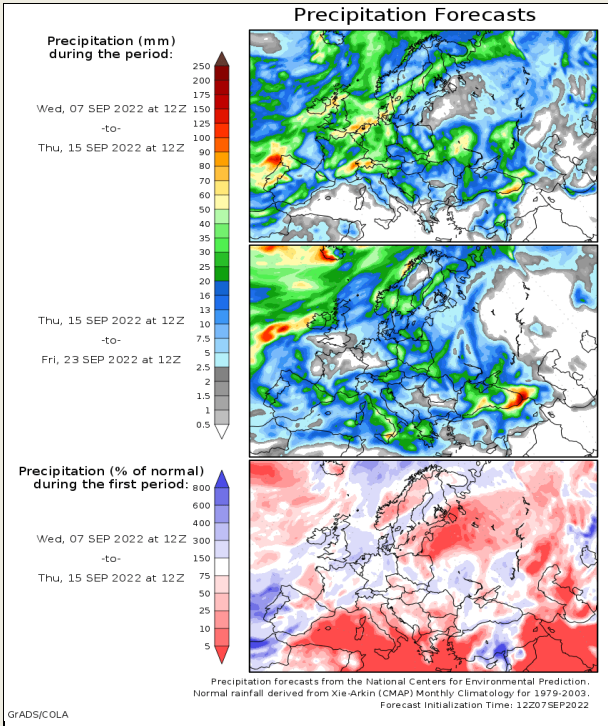 Precipitation Forecasts
Precipitation (mm)
during the period:
Wed, 07 SEP 2022 at 12Z
-to-
Thu, 15 SEP 2022 at 12Z
250
200
175
150
125
100
90
80
70
60
50
40
35
30
25
20
16
13
10
7.5
5
2.5
2
1.5
1
0.5
Thu, 15 SEP 2022 at 12Z
-to-
Fri, 23 SEP 2022 at 12Z
Precipitation (% of normal)
during the first period:
Wed, 07 SEP 2022 at 12Z
-to-
Thu, 15 SEP 2022 at 12Z
800
600
400
300
150
75
50
25
10
5
Precipitation forecasts from the National Centers for Environmental Prediction.
Normal rainfall derived from Xie-Arkin (CMAP) Monthly Climatology for 1979-2003.
Forecast Initialization Time: 12Z07SEP2022
GrADS/COLA